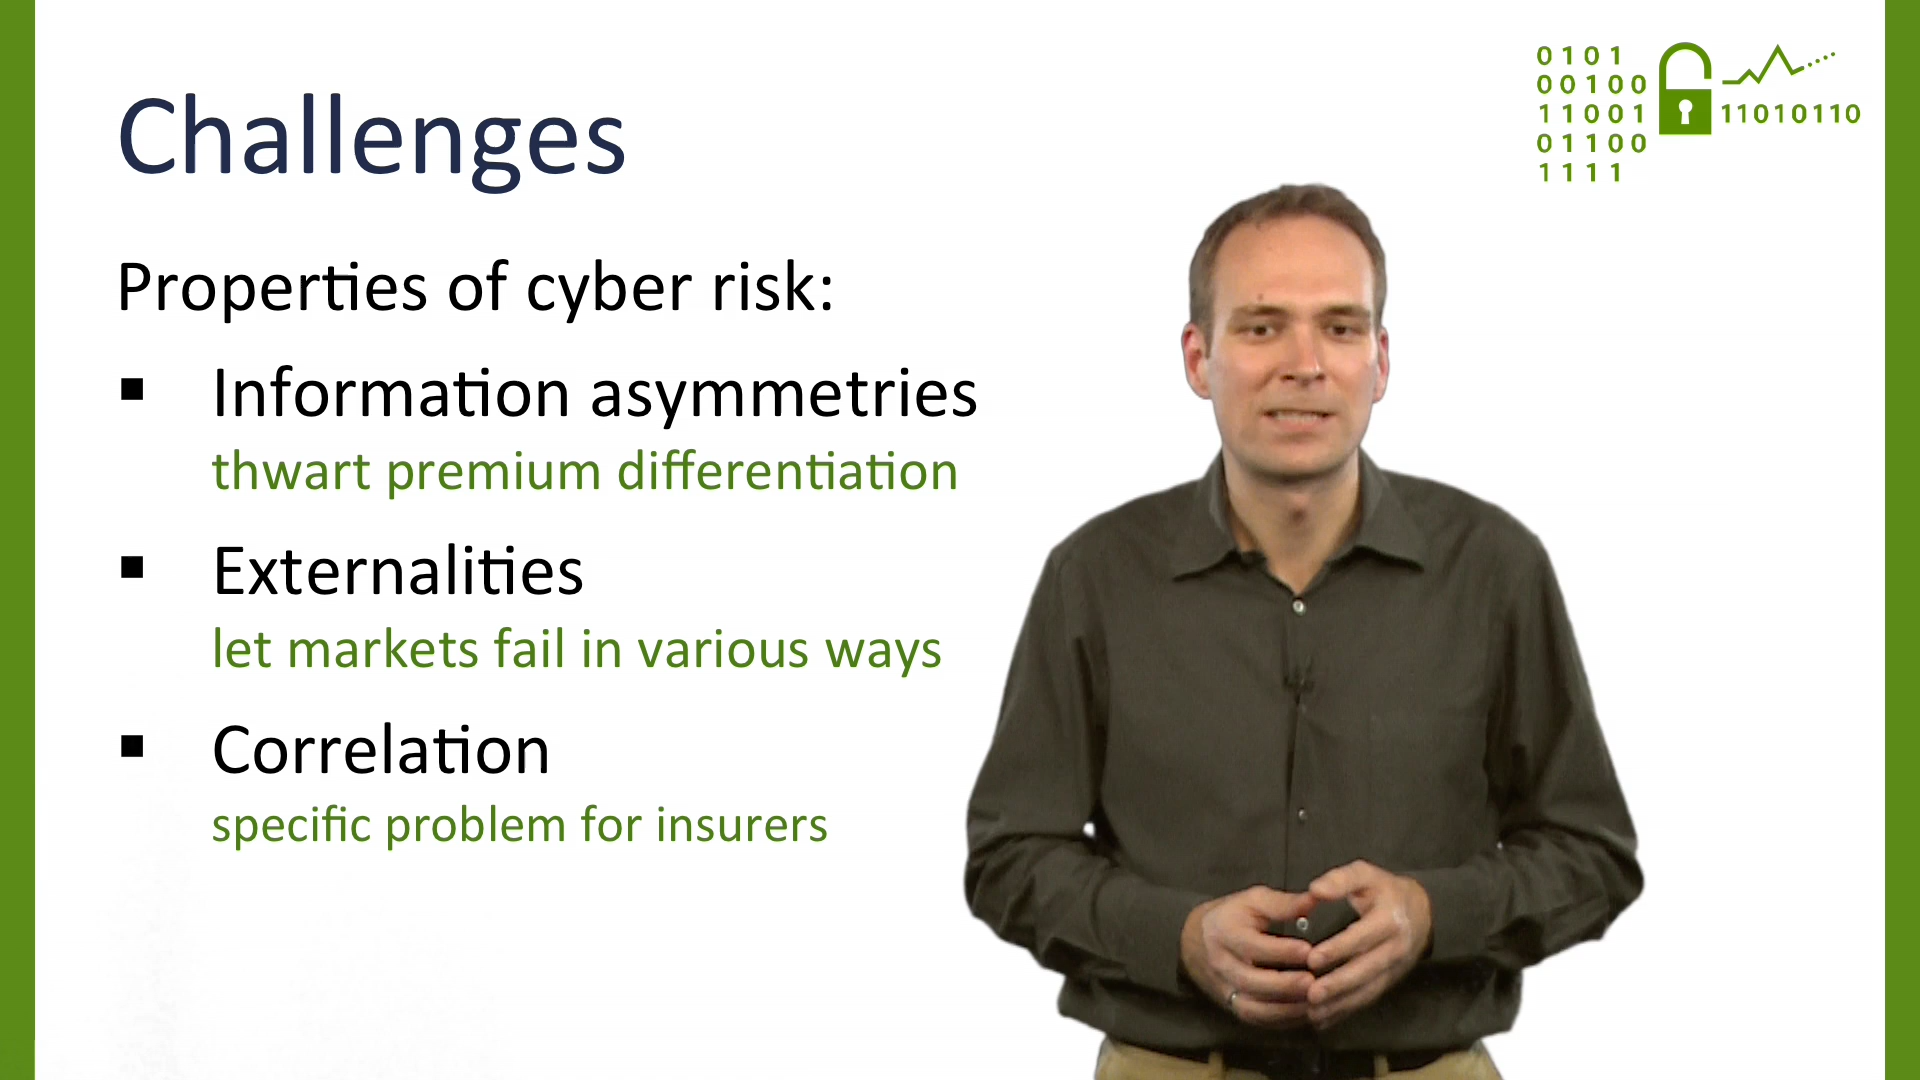 Challenges
Properties of cyber risk:
▪ Information asymmetries
thwart premium differentiation
▪ Externalities
let markets fail in various ways
▪ Correlation
specific problem for insurers
0101
00100
11001
01100
1111
11010110